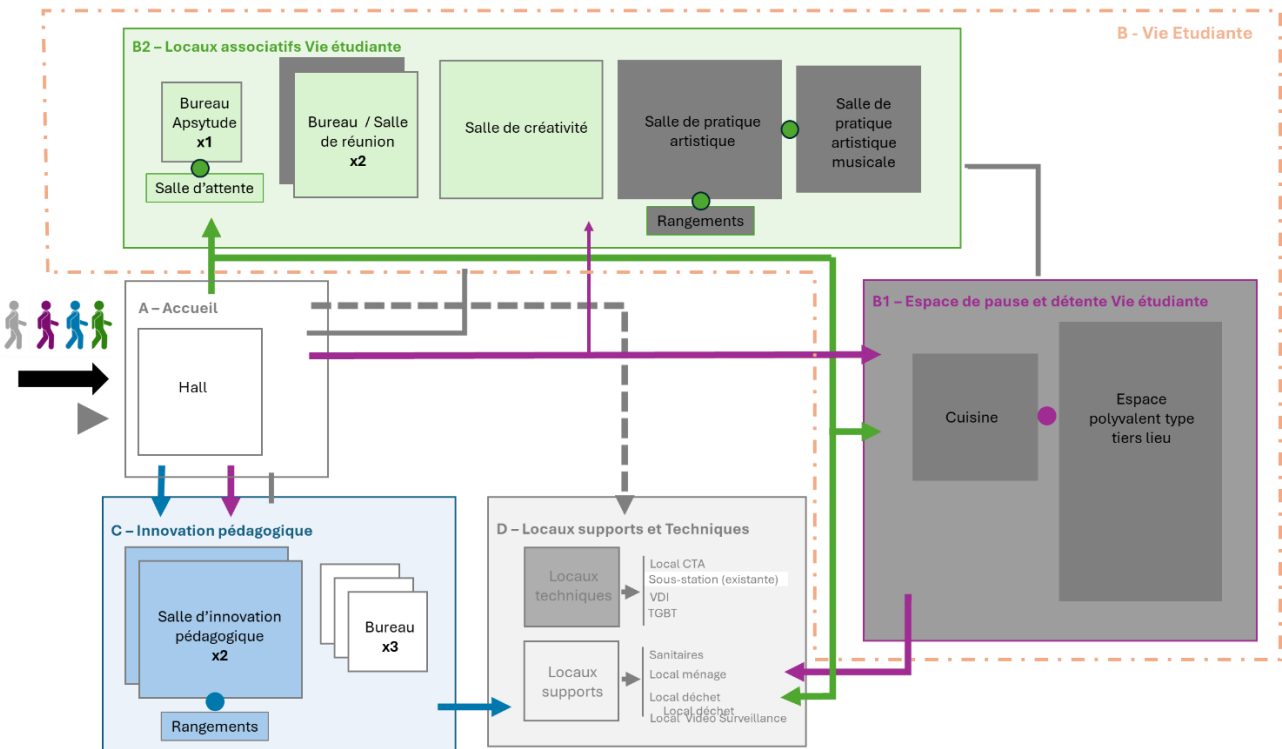 B - Vie Etudiante
B2 – Locaux associatifs Vie étudiante
Bureau
Apsytude
x1
Salle d'attente
Bureau / Salle
de réunion
x2
Salle de créativité
Salle de pratique
artistique
Rangements
Salle de
pratique
artistique
musicale
A – Accueil
Hall
B1 – Espace de pause et détente Vie étudiante
Cuisine
Espace
polyvalent type
tiers lieu
C – Innovation pédagogique
Salle d'innovation
pédagogique
x2
Rangements
Bureau
x3
D – Locaux supports et Techniques
Locaux
techniques
Local CTA
Sous-station (existante)
VDI
TGBT
Locaux
supports
Sanitaires
Local ménage
Local déchet
Local déchet
Local Vidéo Surveillance